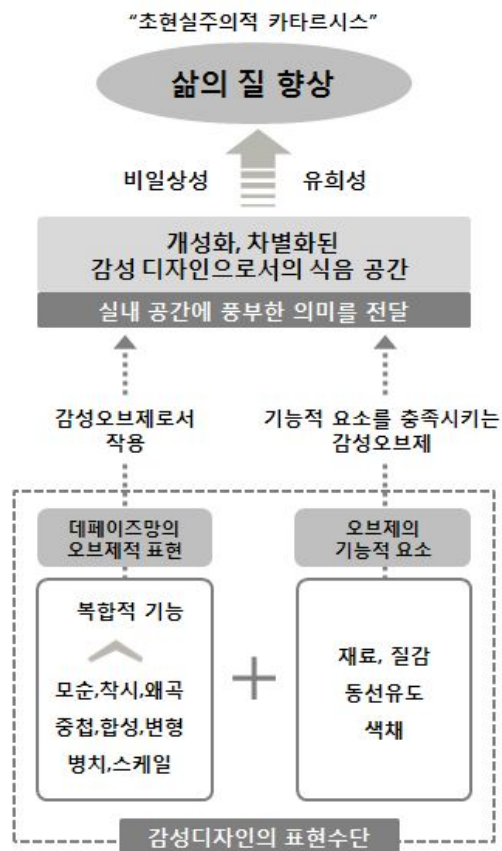 “초현실주의적 카타르시스”
삶의 질 향상
비일상성
유희성
개성화, 차별화된
감성 디자인으로서의 식음 공간
실내 공간에 풍부한 의미를 전달
감성오브제로서
작용
기능적 요소를 충족시키는
감성오브제
데페이즈망의
오브제적 표현
오브제의
기능적 요소
복합적 기능
모순,착시,왜곡
중첩,합성,변형
병치,스케일
+
재료, 질감
동선유도
색채
감성디자인의 표현수단